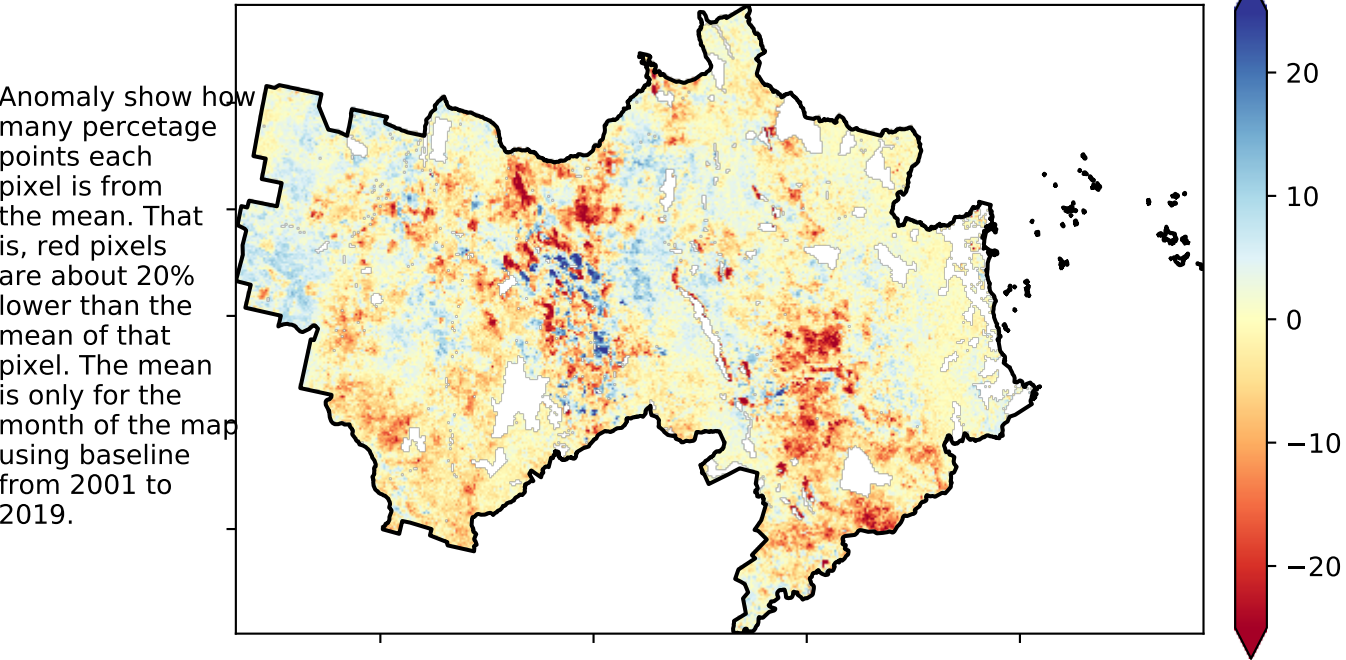 Anomaly show how
many percetage
points each
pixel is from
the mean. That
is, red pixels
are about 20%
lower than the
mean of that
pixel. The mean
is only for the
month of the map
using baseline
from 2001 to
2019.
20
10
0
−10
−20